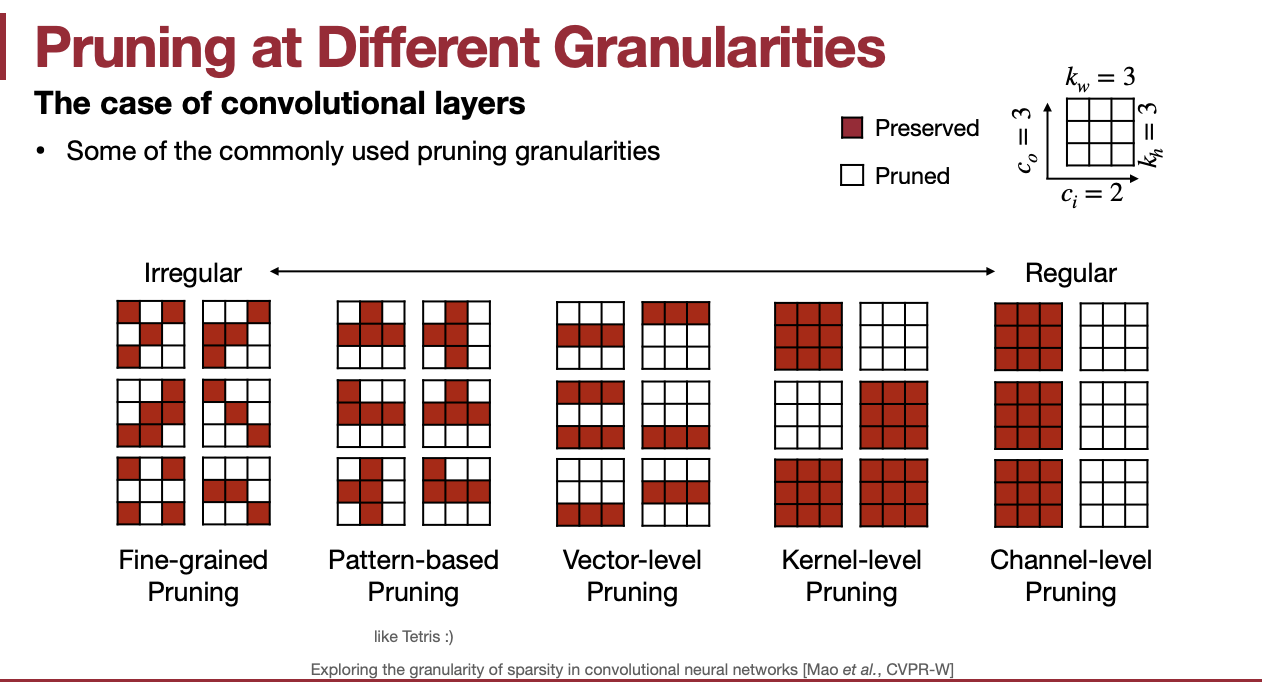 Pruning at Different Granularities
The case of convolutional layers
• Some of the commonly used pruning granularities
Preserved
Pruned
k_w = 3
c_o = 3
k_h = 3
c_i = 2
Irregular
Regular
Fine-grained
Pruning
Pattern-based
Pruning
Vector-level
Pruning
Kernel-level
Pruning
Channel-level
Pruning
like Tetris :)
Exploring the granularity of sparsity in convolutional neural networks [Mao et al., CVPR-W]